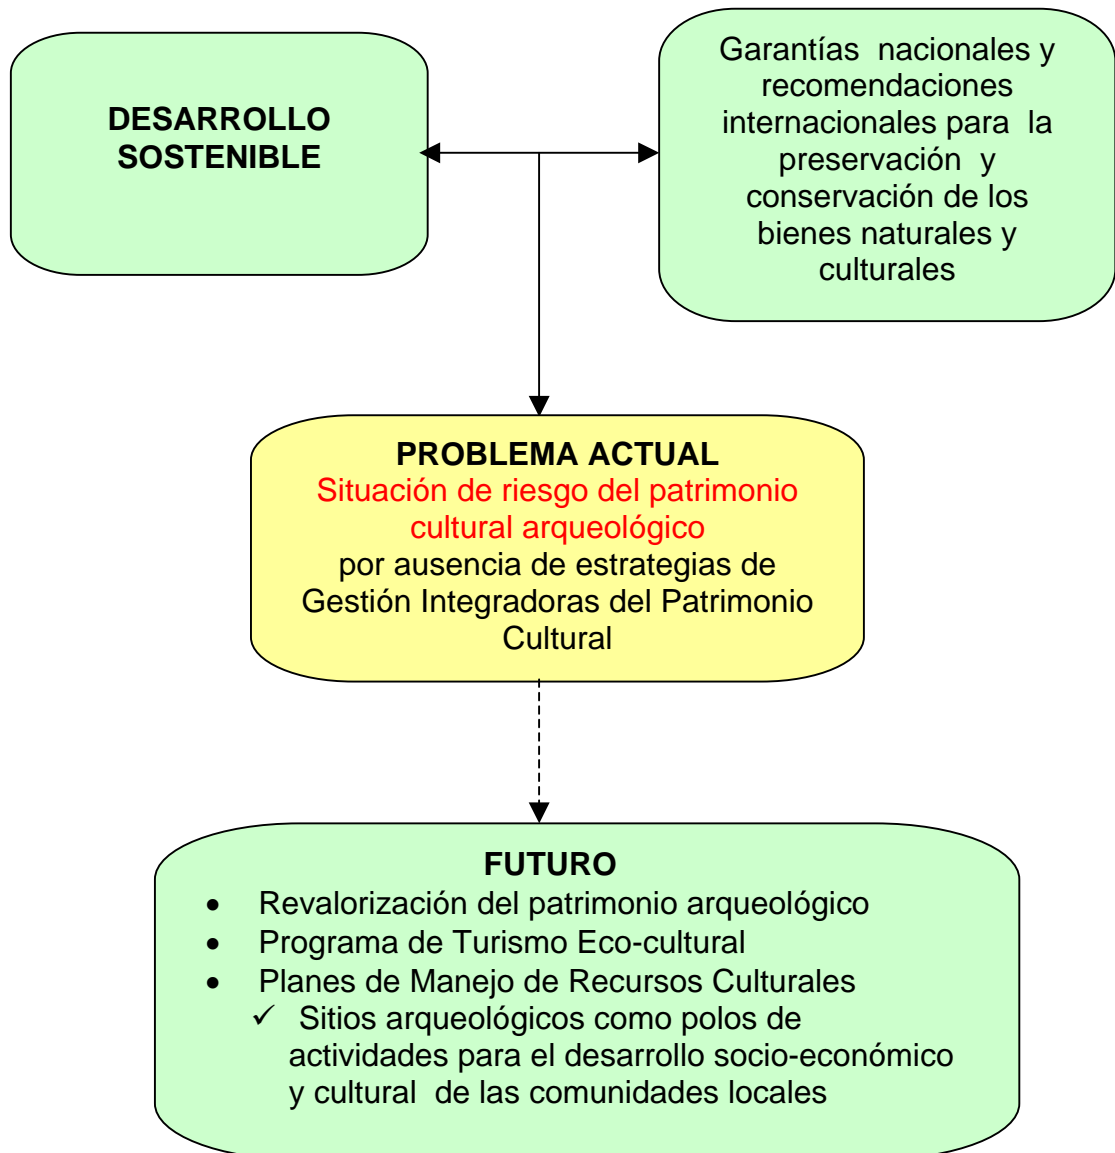 DESARROLLO
SOSTENIBLE
Garantías nacionales y
recomendaciones
internacionales para la
preservación y
conservación de los
bienes naturales y
culturales
PROBLEMA ACTUAL
Situación de riesgo del patrimonio
cultural arqueológico
por ausencia de estrategias de
Gestión Integradoras del Patrimonio
Cultural
FUTURO
• Revalorización del patrimonio arqueológico
• Programa de Turismo Eco-cultural
• Planes de Manejo de Recursos Culturales
✓ Sitios arqueológicos como polos de
actividades para el desarrollo socio-económico
y cultural de las comunidades locales